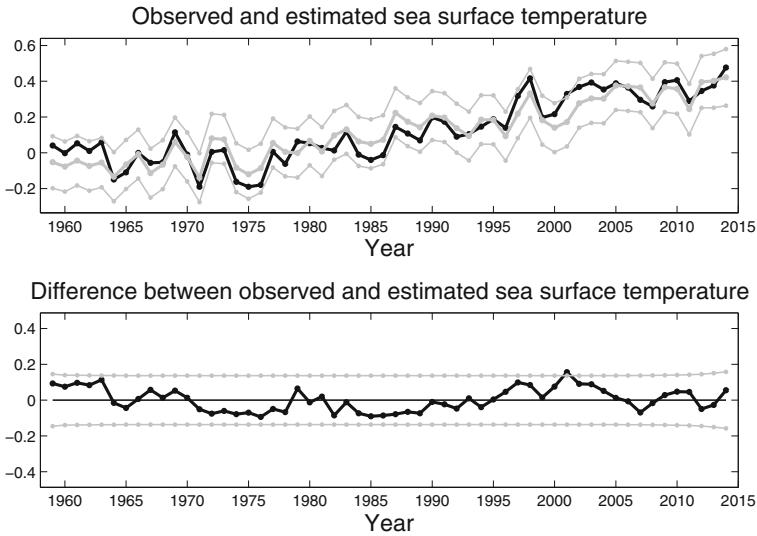 Observed and estimated sea surface temperature
0.6
0.4
0.2
0
−0.2
1960 1965 1970 1975 1980 1985 1990 1995 2000 2005 2010 2015
Year
Difference between observed and estimated sea surface temperature
0.4
0.2
0
−0.2
−0.4
1960 1965 1970 1975 1980 1985 1990 1995 2000 2005 2010 2015
Year